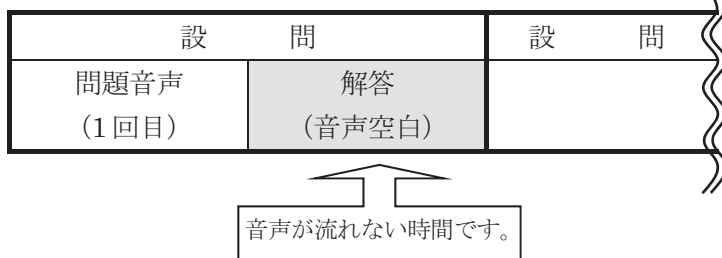 設 問 設 問
問題音声 解答
(1回目) (音声空白)
音声が流れない時間です。